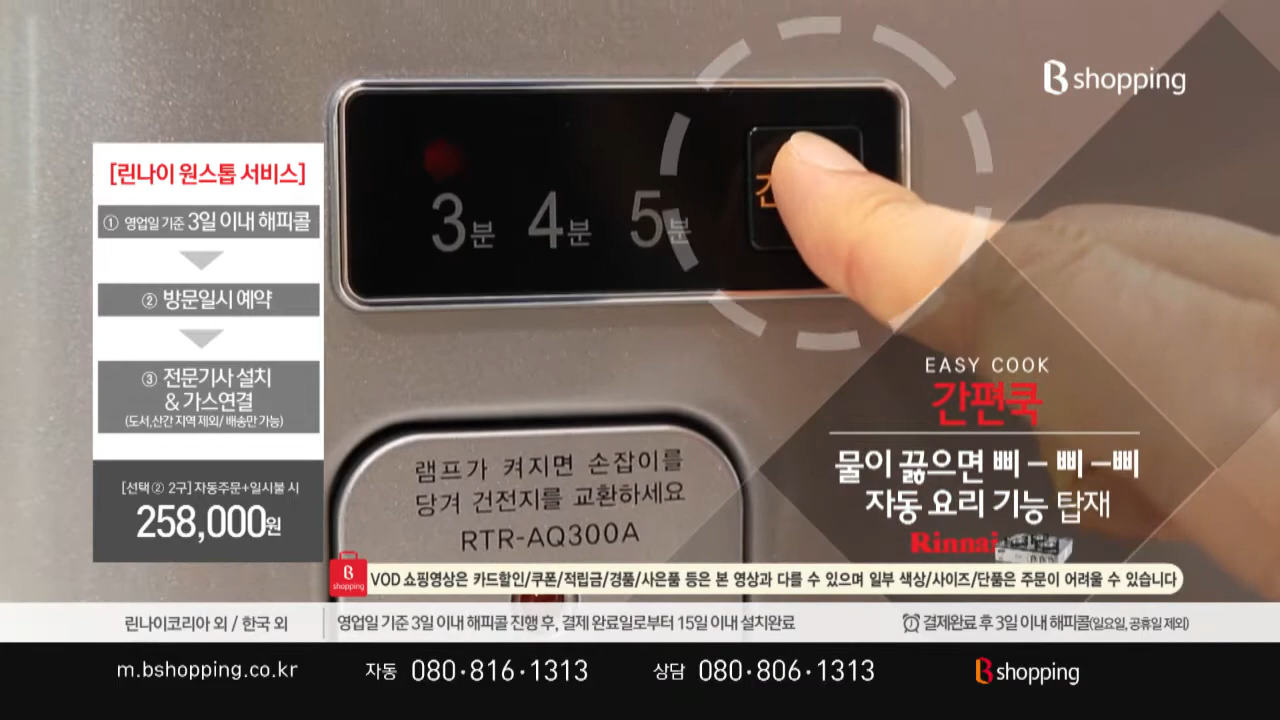 B shopping
[린나이 원스톱 서비스]
① 영업일 기준 3일 이내 해피콜
② 방문일시 예약
③ 전문기사 설치
& 가스연결
(도서,산간 지역 제외/ 배송만 가능)
[선택② 2구] 자동주문+일시불 시
258,000원
3분 4분 5분
램프가 켜지면 손잡이를
당겨 건전지를 교환하세요
RTR-AQ300A
EASY COOK
간편쿡
물이 끓으면 삐 – 삐 –삐
자동 요리 기능 탑재
Rinnai
B shopping
VOD 쇼핑영상은 카드할인/쿠폰/적립금/경품/사은품 등은 본 영상과 다를 수 있으며 일부 색상/사이즈/단품은 주문이 어려울 수 있습니다
린나이코리아 외 / 한국 외
영업일 기준 3일 이내 해피콜 진행 후, 결제 완료일로부터 15일 이내 설치완료
결제완료 후 3일 이내 해피콜(일요일, 공휴일 제외)
m.bshopping.co.kr 자동 080·816·1313 상담 080·806·1313 B shopping